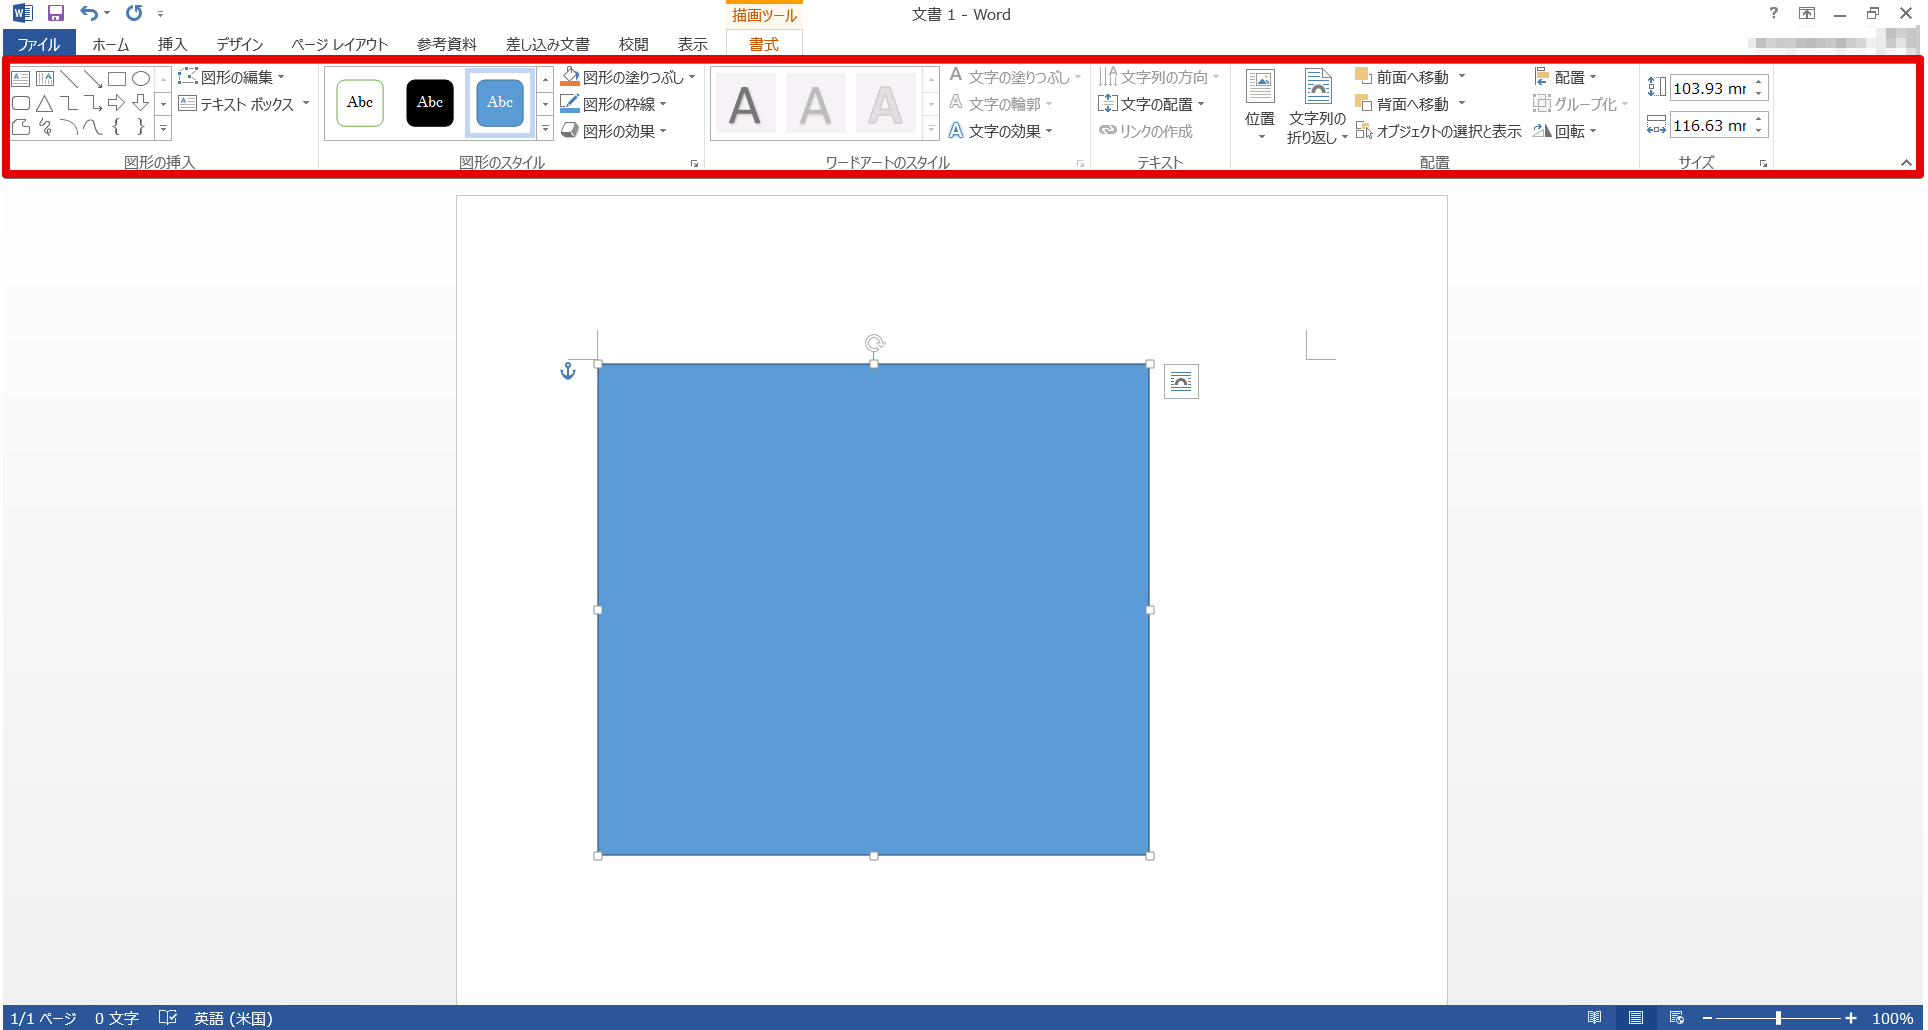 描画ツール
文書 1 - Word
?
ファイル ホーム 挿入 デザイン ページ レイアウト 参考資料 差し込み文書 校閲 表示 書式
図形の編集
テキスト ボックス
図形の挿入
Abc Abc Abc
図形の塗りつぶし
図形の枠線
図形の効果
図形のスタイル
A A A
A 文字の塗りつぶし
A 文字の輪郭
A 文字の効果
ワードアートのスタイル
文字列の方向
文字の配置
リンクの作成
テキスト
位置
文字列の
折り返し
前面へ移動
背面へ移動
オブジェクトの選択と表示
配置
グループ化
回転
配置
103.93 mr
116.63 mr
サイズ
1/1 ページ 0 文字 英語 (米国) 100%